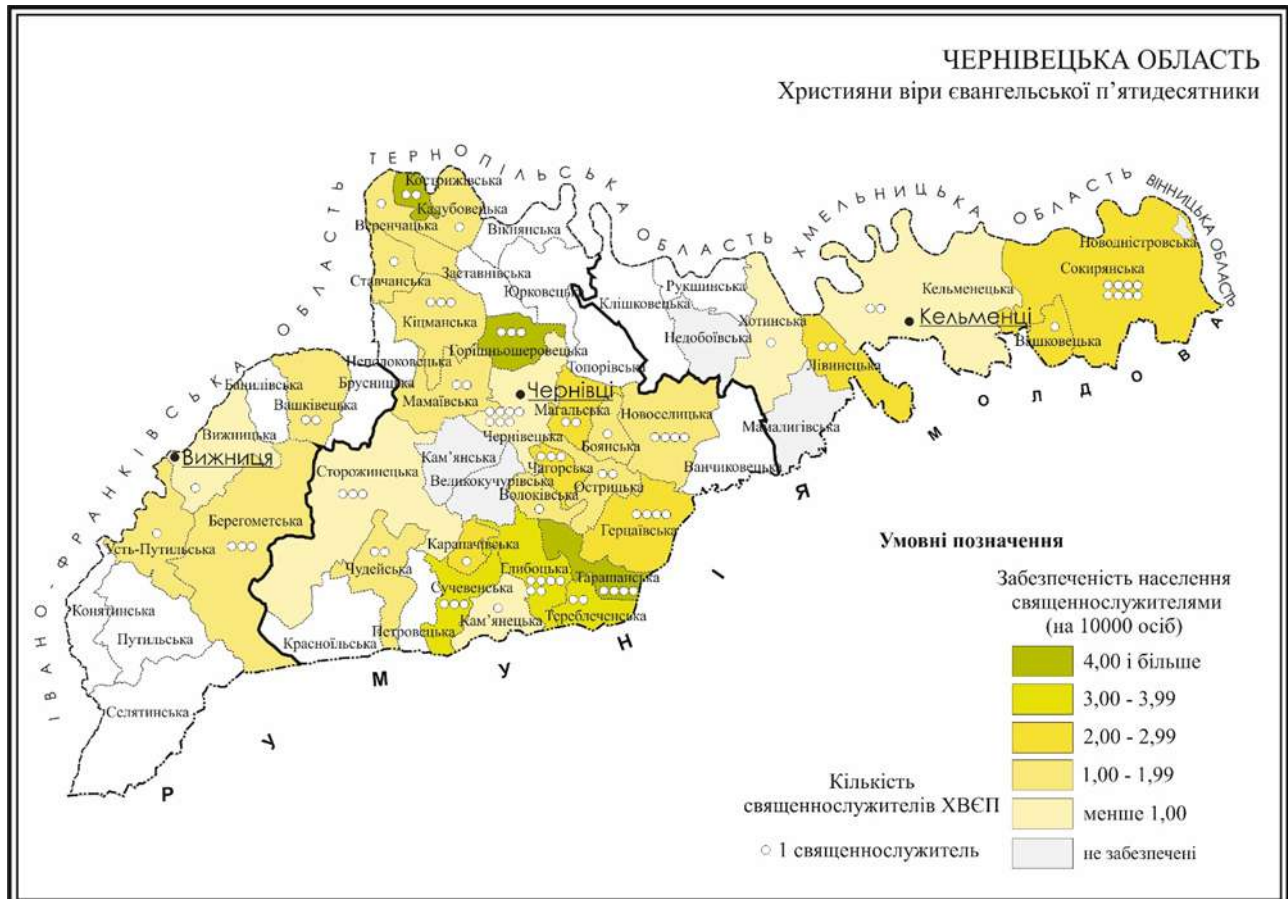 ЧЕРНІВЕЦЬКА ОБЛАСТЬ
Християни віри євангельської п’ятидесятники
ІВАНО-ФРАНКІВСЬКА ОБЛАСТЬ
ТЕРНОПІЛЬСЬКА ОБЛАСТЬ
ХМЕЛЬНИЦЬКА ОБЛАСТЬ
ВІННИЦЬКА ОБЛАСТЬ
МОЛДОВА
РУМУНІЯ
Кострижівська
Кадубовецька
Веренчацька
Вікнянська
Ставчанська
Заставнівська
Юрковецька
Кіцманська
Горішньошеровецька
Клішковецька
Рукшинська
Недобоївська
Хотинська
Кельменецька
Кельменці
Новодністровська
Сокирянська
Вашковецька
Лівинецька
Мамалигівська
Топорівська
Неполоковецька
Банилівська
Брусницька
Вашківецька
Мамаївська
Чернівці
Магальська
Новоселицька
Вижницька
Вижниця
Чернівецька
Боянська
Сторожинецька
Кам’янська
Чагорська
Ванчиковецька
Великокучурівська
Острицька
Волоківська
Берегометська
Герцаївська
Усть-Путильська
Карапачівська
Чудейська
Глибоцька
Тарашанська
Сучевенська
Конятинська
Путильська
Красноїльська
Петровецька
Кам’янецька
Тереблеченська
Селятинська
Умовні позначення
Забезпеченість населення
священнослужителями
(на 10000 осіб)
4,00 і більше
3,00 - 3,99
2,00 - 2,99
1,00 - 1,99
менше 1,00
не забезпечені
Кількість
священнослужителів ХВЄП
1 священнослужитель